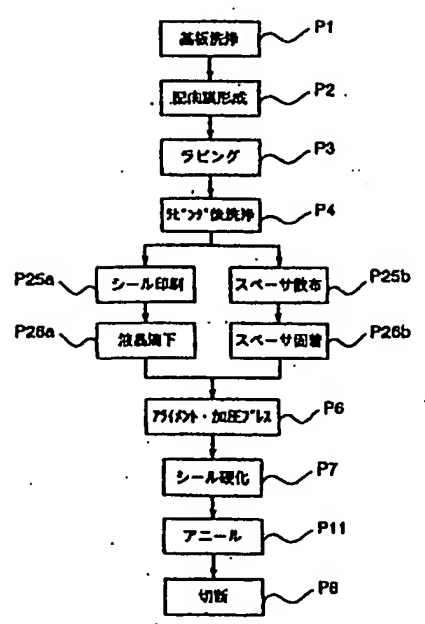 基板洗浄
P1
配向膜形成
P2
ラビング
P3
ラビング後洗浄
P4
P25a
シール印刷
スペーサ散布
P25b
P26a
液晶滴下
スペーサ固着
P26b
アライメント・加圧プレス
P6
シール硬化
P7
アニール
P11
切断
P8